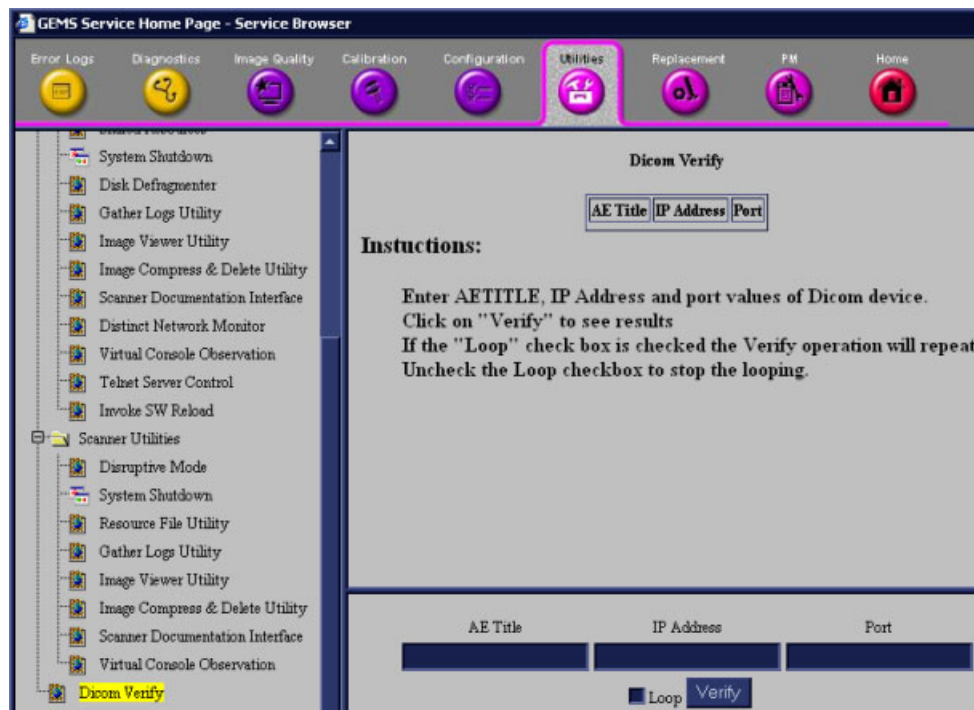 GEMS Service Home Page - Service Browser
Error Logs Diagnostics Image Quality Calibration Configuration Utilities Replacement PM Home
System Shutdown
Disk Defragmenter
Gather Logs Utility
Image Viewer Utility
Image Compress & Delete Utility
Scanner Documentation Interface
Distinct Network Monitor
Virtual Console Observation
Telnet Server Control
Invoke SW Reload
Scanner Utilities
Disruptive Mode
System Shutdown
Resource File Utility
Gather Logs Utility
Image Viewer Utility
Image Compress & Delete Utility
Scanner Documentation Interface
Virtual Console Observation
Dicom Verify
Dicom Verify
AE Title IP Address Port
Instuctions:
Enter AETITLE, IP Address and port values of Dicom device.
Click on "Verify" to see results
If the "Loop" check box is checked the Verify operation will repeat
Uncheck the Loop checkbox to stop the looping.
AE Title IP Address Port
Loop Verify